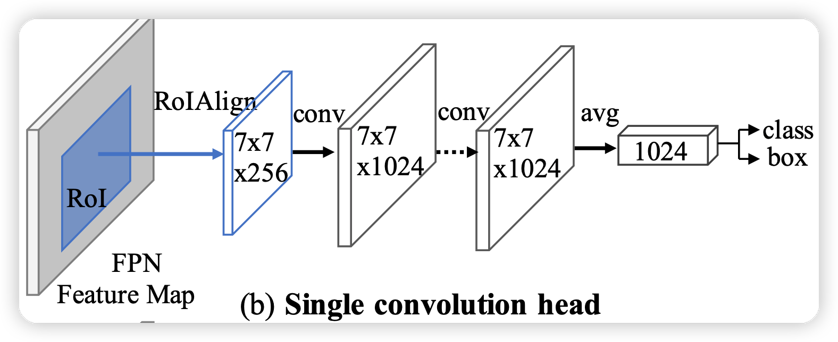 RoIAlign
conv
conv
avg
7x7
x256
7x7
x1024
7x7
x1024
1024
class
box
RoI
FPN
Feature Map
(b) Single convolution head